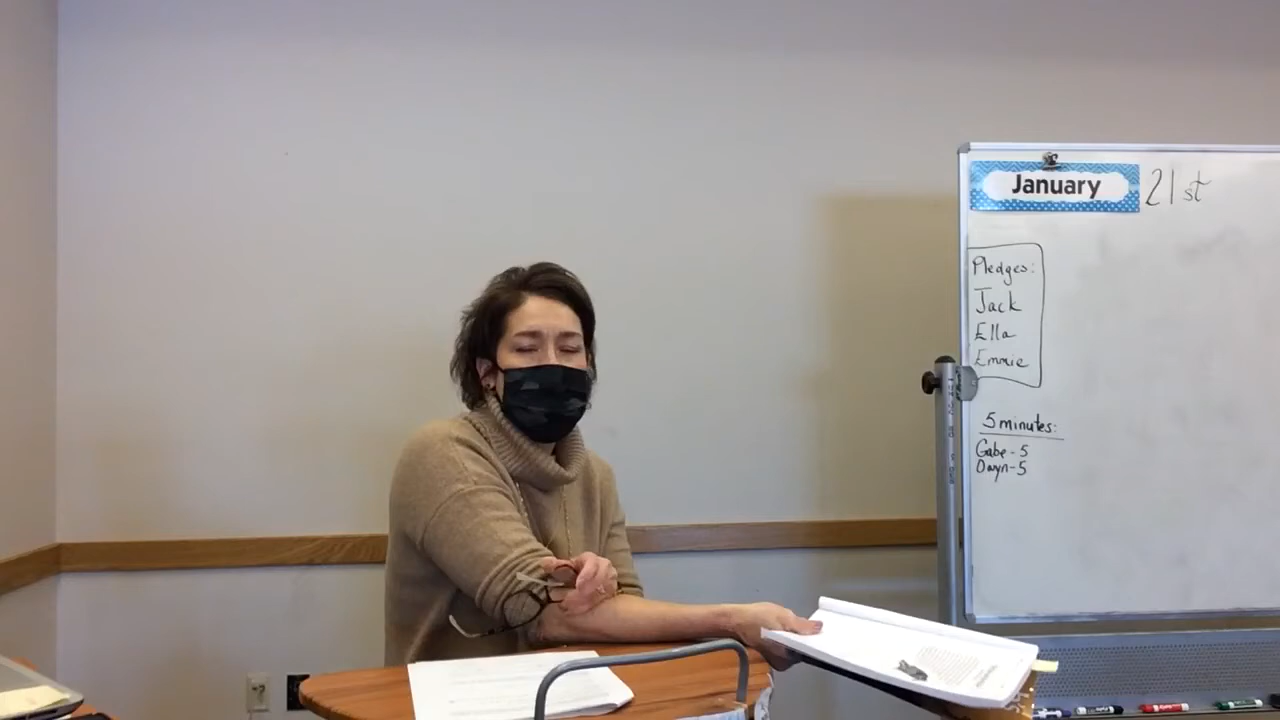 January 21st
Pledges:
Jack
Ella
Emmie
5 minutes:
Gabe - 5
Daryn - 5